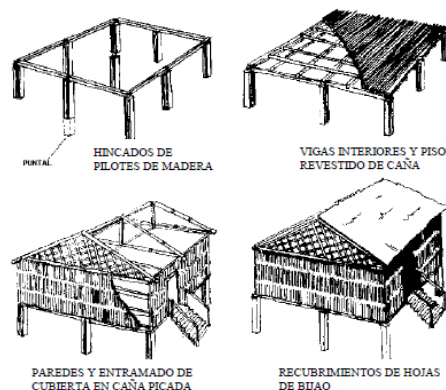 PUNTAL
HINCADOS DE
PILOTES DE MADERA
VIGAS INTERIORES Y PISO
REVESTIDO DE CAÑA
PAREDES Y ENTRAMADO DE
CUBIERTA EN CAÑA PICADA
RECUBRIMIENTOS DE HOJAS
DE BIJAO